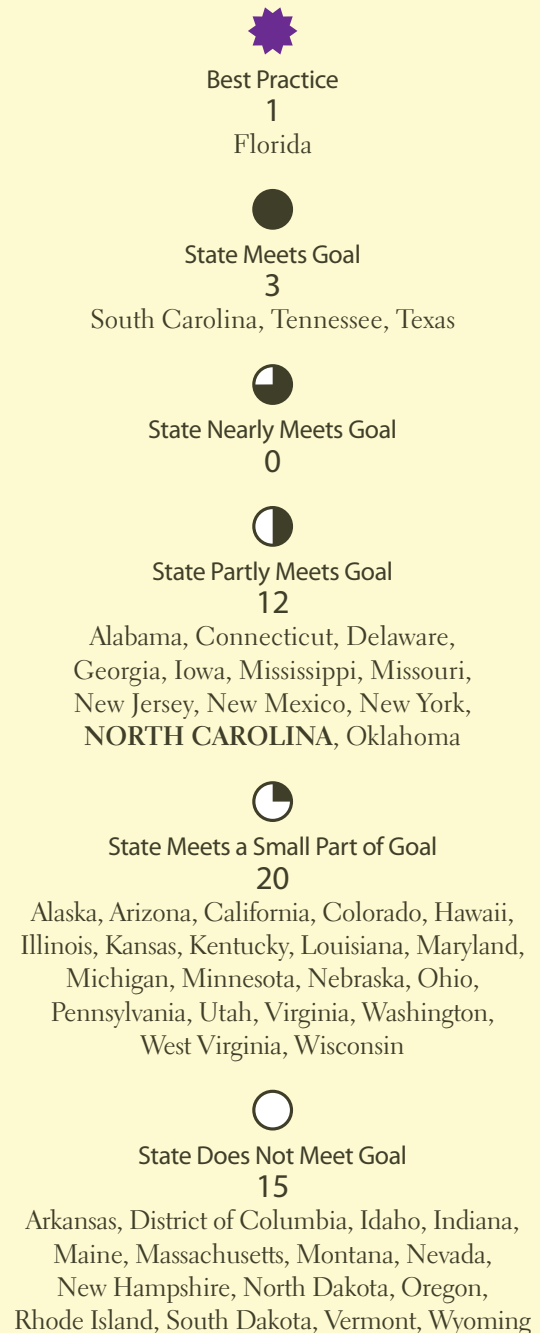 Best Practice
1
Florida
State Meets Goal
3
South Carolina, Tennessee, Texas
State Nearly Meets Goal
0
State Partly Meets Goal
12
Alabama, Connecticut, Delaware,
Georgia, Iowa, Mississippi, Missouri,
New Jersey, New Mexico, New York,
NORTH CAROLINA, Oklahoma
State Meets a Small Part of Goal
20
Alaska, Arizona, California, Colorado, Hawaii,
Illinois, Kansas, Kentucky, Louisiana, Maryland,
Michigan, Minnesota, Nebraska, Ohio,
Pennsylvania, Utah, Virginia, Washington,
West Virginia, Wisconsin
State Does Not Meet Goal
15
Arkansas, District of Columbia, Idaho, Indiana,
Maine, Massachusetts, Montana, Nevada,
New Hampshire, North Dakota, Oregon,
Rhode Island, South Dakota, Vermont, Wyoming